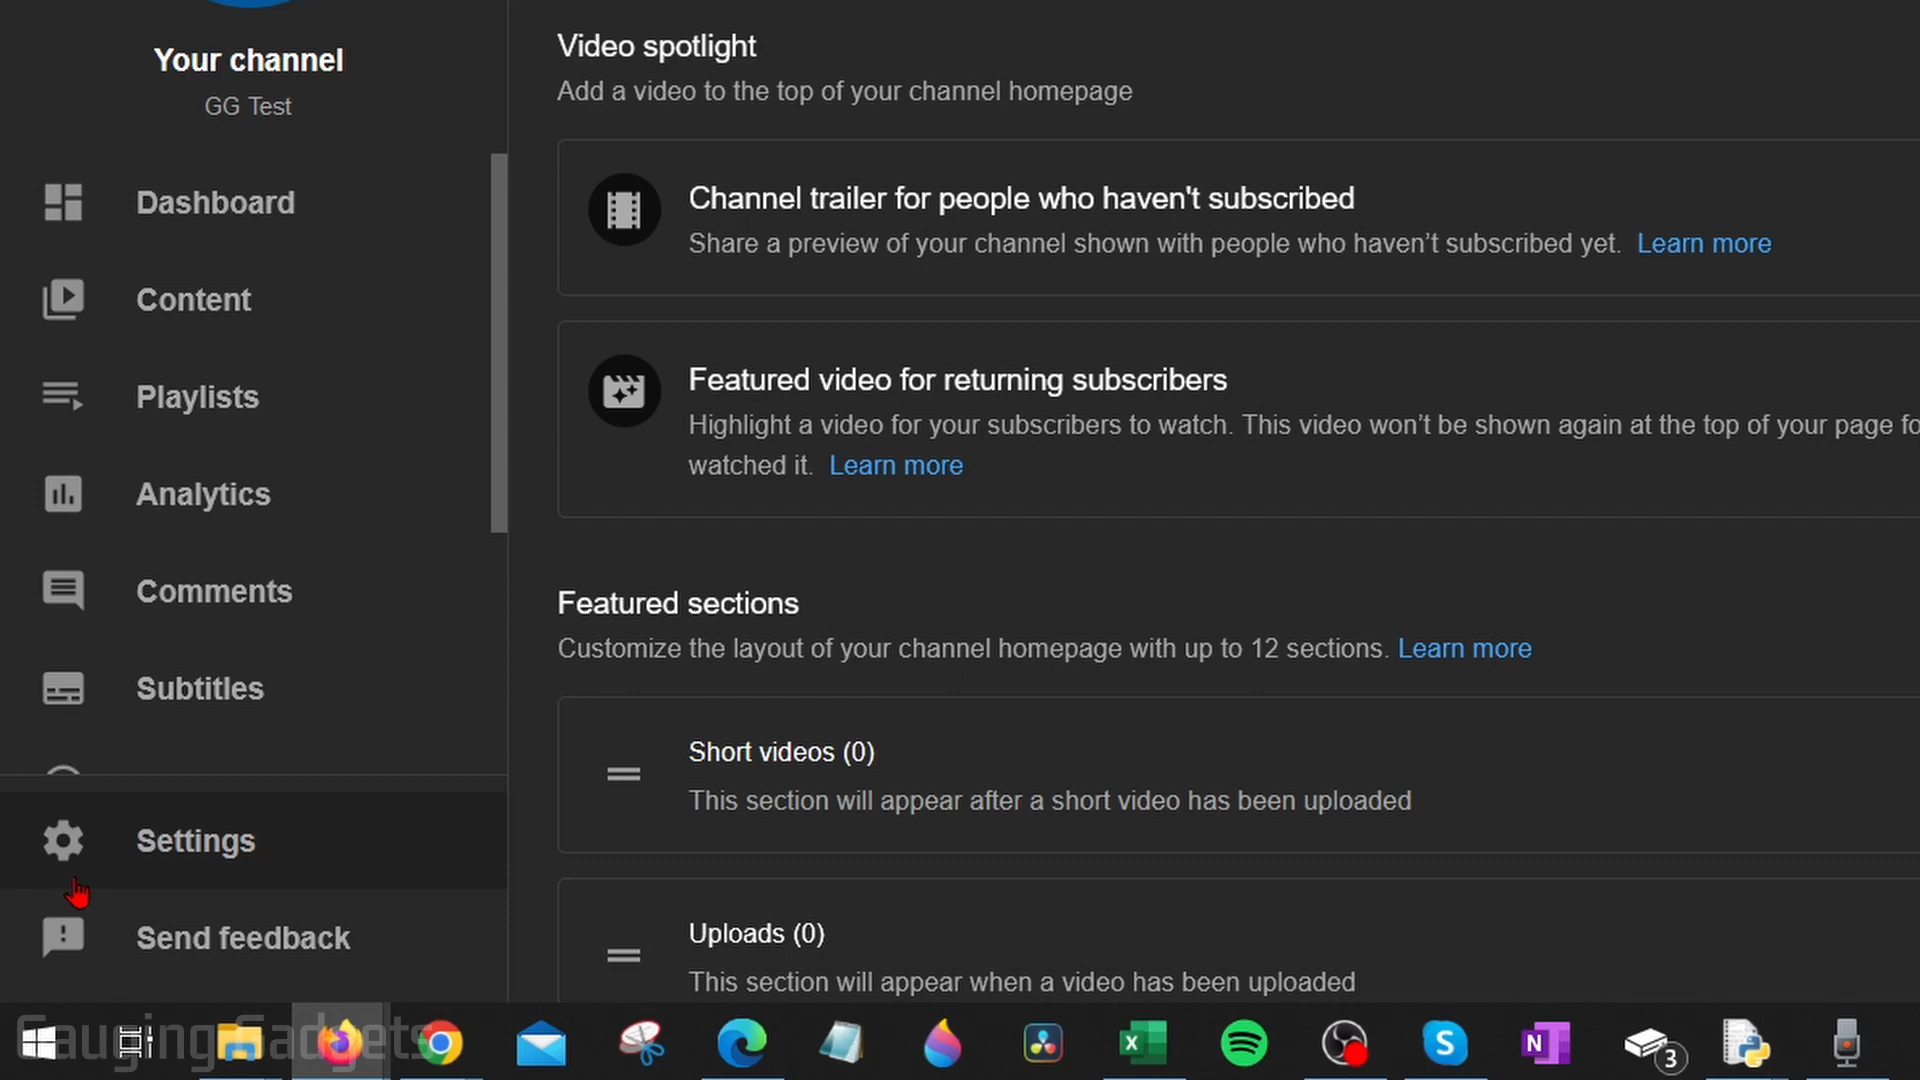 Your channel
GG Test
Dashboard
Content
Playlists
Analytics
Comments
Subtitles
Settings
Send feedback
Video spotlight
Add a video to the top of your channel homepage
Channel trailer for people who haven't subscribed
Share a preview of your channel shown with people who haven’t subscribed yet. Learn more
Featured video for returning subscribers
Highlight a video for your subscribers to watch. This video won’t be shown again at the top of your page fo
watched it. Learn more
Featured sections
Customize the layout of your channel homepage with up to 12 sections. Learn more
Short videos (0)
This section will appear after a short video has been uploaded
Uploads (0)
This section will appear when a video has been uploaded
Gauging Gadgets
X
S
N
3